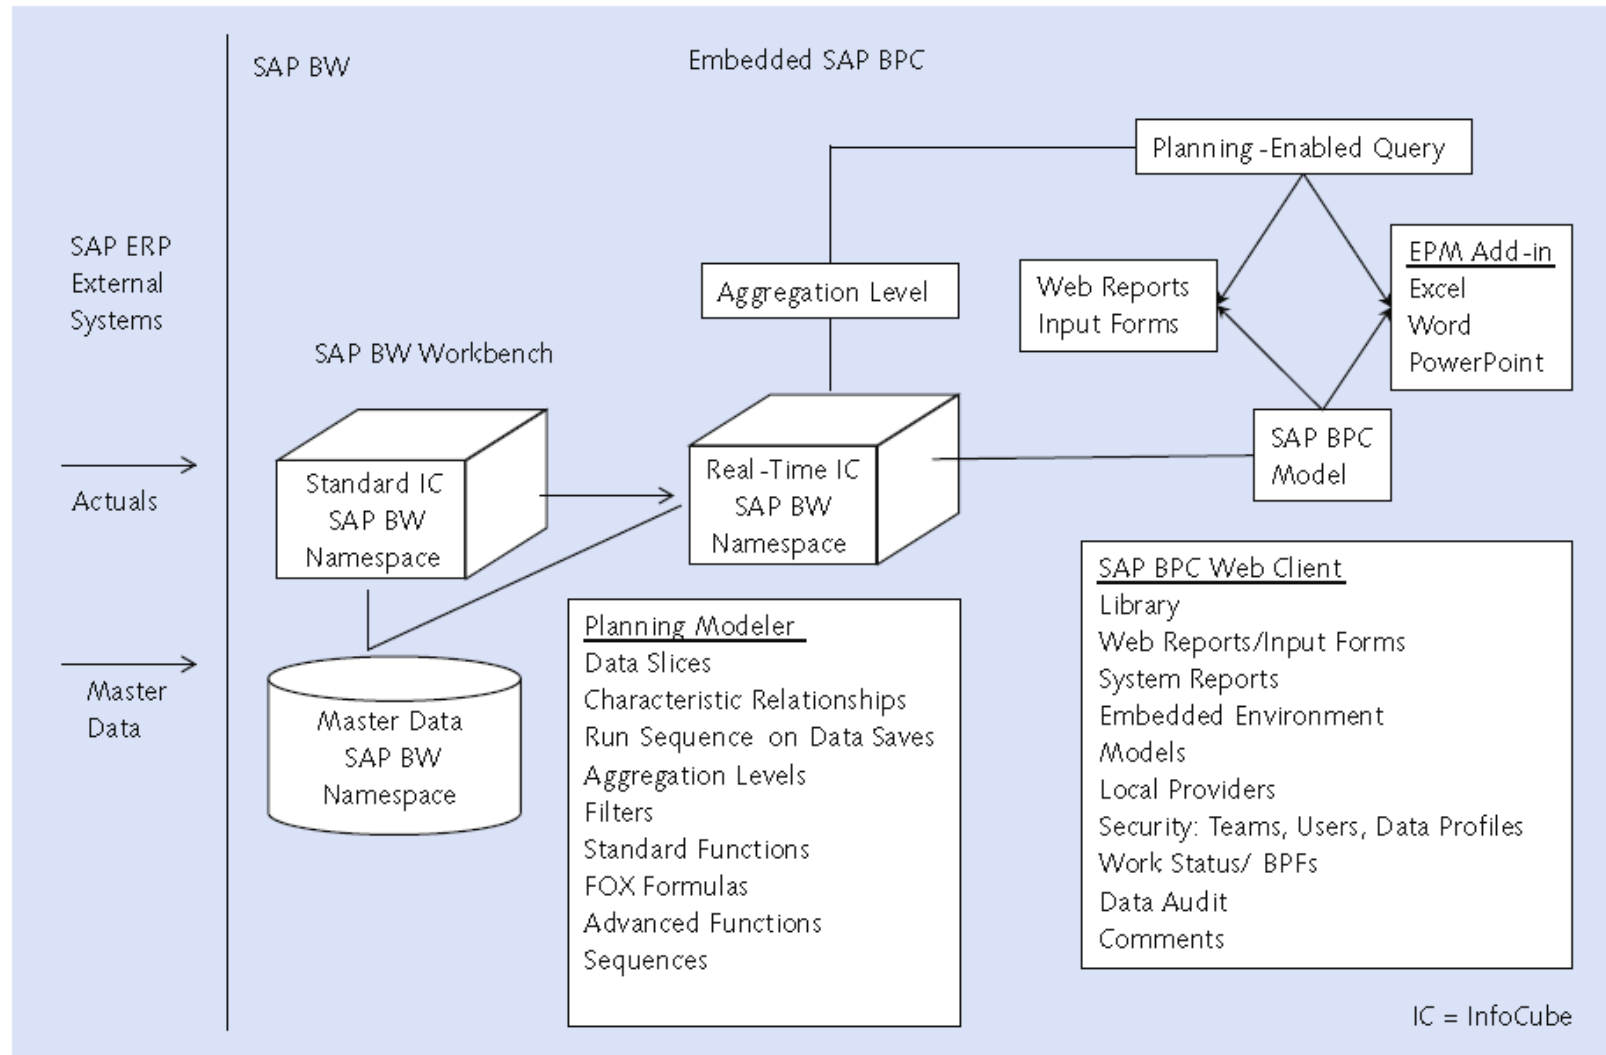 SAP BW
Embedded SAP BPC
Planning-Enabled Query
SAP ERP
External
Systems
Aggregation Level
Web Reports
Input Forms
EPM Add-in
Excel
Word
PowerPoint
SAP BW Workbench
Actuals
Standard IC
SAP BW
Namespace
Real-Time IC
SAP BW
Namespace
SAP BPC
Model
Master
Data
Master Data
SAP BW
Namespace
Planning Modeler
Data Slices
Characteristic Relationships
Run Sequence on Data Saves
Aggregation Levels
Filters
Standard Functions
FOX Formulas
Advanced Functions
Sequences
SAP BPC Web Client
Library
Web Reports/Input Forms
System Reports
Embedded Environment
Models
Local Providers
Security: Teams, Users, Data Profiles
Work Status/ BPFs
Data Audit
Comments
IC = InfoCube